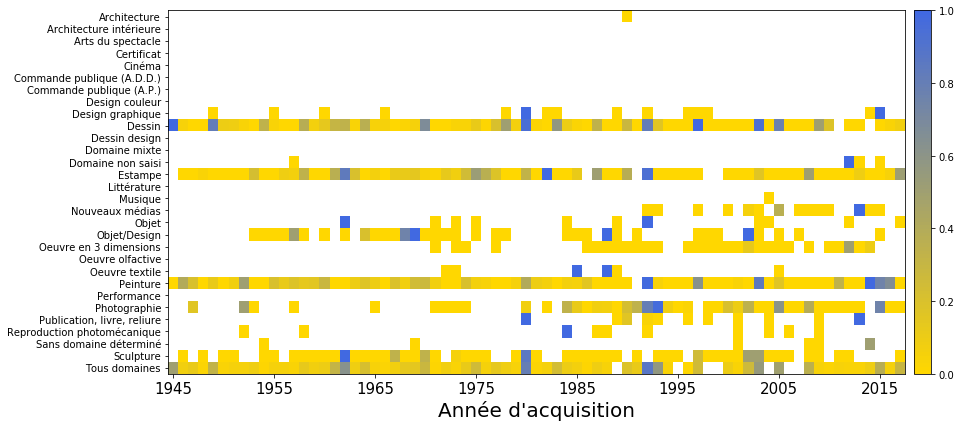 Architecture
Architecture intérieure
Arts du spectacle
Certificat
Cinéma
Commande publique (A.D.D.)
Commande publique (A.P.)
Design couleur
Design graphique
Dessin
Dessin design
Domaine mixte
Domaine non saisi
Estampe
Littérature
Musique
Nouveaux médias
Objet
Objet/Design
Oeuvre en 3 dimensions
Oeuvre olfactive
Oeuvre textile
Peinture
Performance
Photographie
Publication, livre, reliure
Reproduction photomécanique
Sans domaine déterminé
Sculpture
Tous domaines
1945 1955 1965 1975 1985 1995 2005 2015
Année d'acquisition
1.0
0.8
0.6
0.4
0.2
0.0